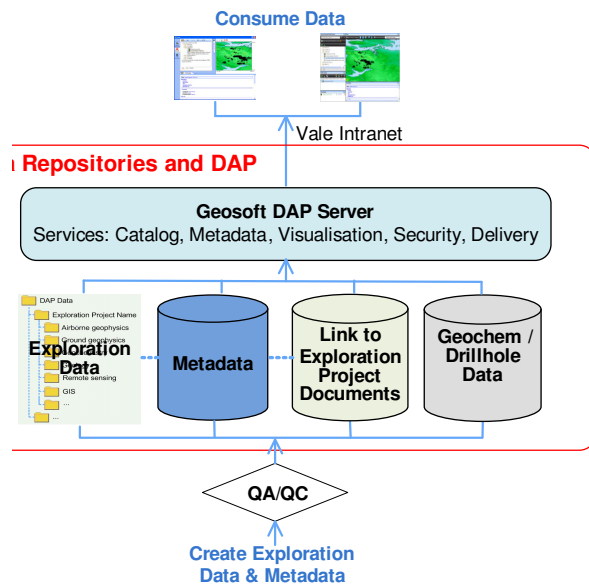 Consume Data
Vale Intranet
Repositories and DAP
Geosoft DAP Server
Services: Catalog, Metadata, Visualisation, Security, Delivery
DAP Data
Exploration Project Name
Airborne geophysics
Ground geophysics
Exploration
Data
Remote sensing
GIS
...
...
Metadata
Link to
Exploration
Project
Documents
Geochem /
Drillhole
Data
QA/QC
Create Exploration
Data & Metadata